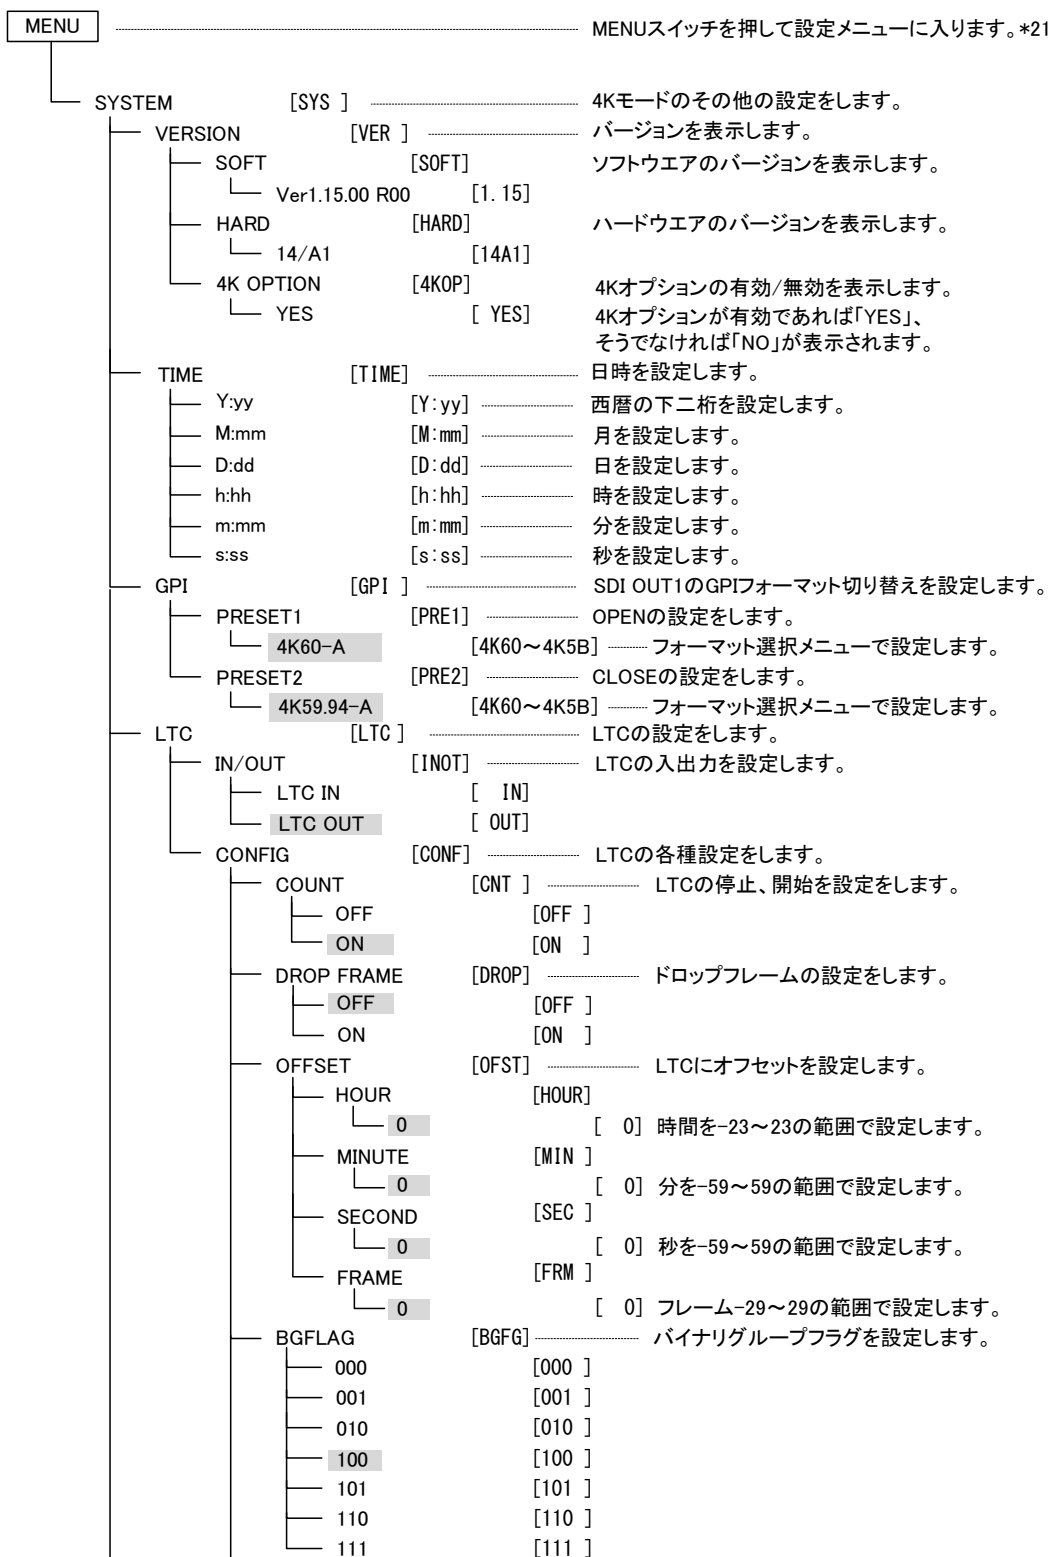 MENU MENUスイッチを押して設定メニューに入ります。*21
SYSTEM [SYS ] 4Kモードのその他の設定をします。
VERSION [VER ] バージョンを表示します。
SOFT [SOFT] ソフトウエアのバージョンを表示します。
Ver1.15.00 R00 [1.15]
HARD [HARD] ハードウエアのバージョンを表示します。
14/A1 [14A1]
4K OPTION [4KOP] 4Kオプションの有効/無効を表示します。
YES [ YES] 4Kオプションが有効であれば「YES」、
そうでなければ「NO」が表示されます。
TIME [TIME] 日時を設定します。
Y:yy [Y:yy] 西暦の下二桁を設定します。
M:mm [M:mm] 月を設定します。
D:dd [D:dd] 日を設定します。
h:hh [h:hh] 時を設定します。
m:mm [m:mm] 分を設定します。
s:ss [s:ss] 秒を設定します。
GPI [GPI ] SDI OUT1のGPIフォーマット切り替えを設定します。
PRESET1 [PRE1] OPENの設定をします。
4K60-A [4K60～4K5B] フォーマット選択メニューで設定します。
PRESET2 [PRE2] CLOSEの設定をします。
4K59.94-A [4K60～4K5B] フォーマット選択メニューで設定します。
LTC [LTC ] LTCの設定をします。
IN/OUT [INOT] LTCの入出力を設定します。
LTC IN [  IN]
LTC OUT [ OUT]
CONFIG [CONF] LTCの各種設定をします。
COUNT [CNT ] LTCの停止、開始を設定をします。
OFF [OFF ]
ON [ON  ]
DROP FRAME [DROP] ドロップフレームの設定をします。
OFF [OFF ]
ON [ON  ]
OFFSET [OFST] LTCにオフセットを設定します。
HOUR [HOUR]
0 [  0] 時間を-23～23の範囲で設定します。
MINUTE [MIN ]
0 [  0] 分を-59～59の範囲で設定します。
SECOND [SEC ]
0 [  0] 秒を-59～59の範囲で設定します。
FRAME [FRM ]
0 [  0] フレーム-29～29の範囲で設定します。
BGFLAG [BGFG] バイナリグループフラグを設定します。
000 [000 ]
001 [001 ]
010 [010 ]
100 [100 ]
101 [101 ]
110 [110 ]
111 [111 ]